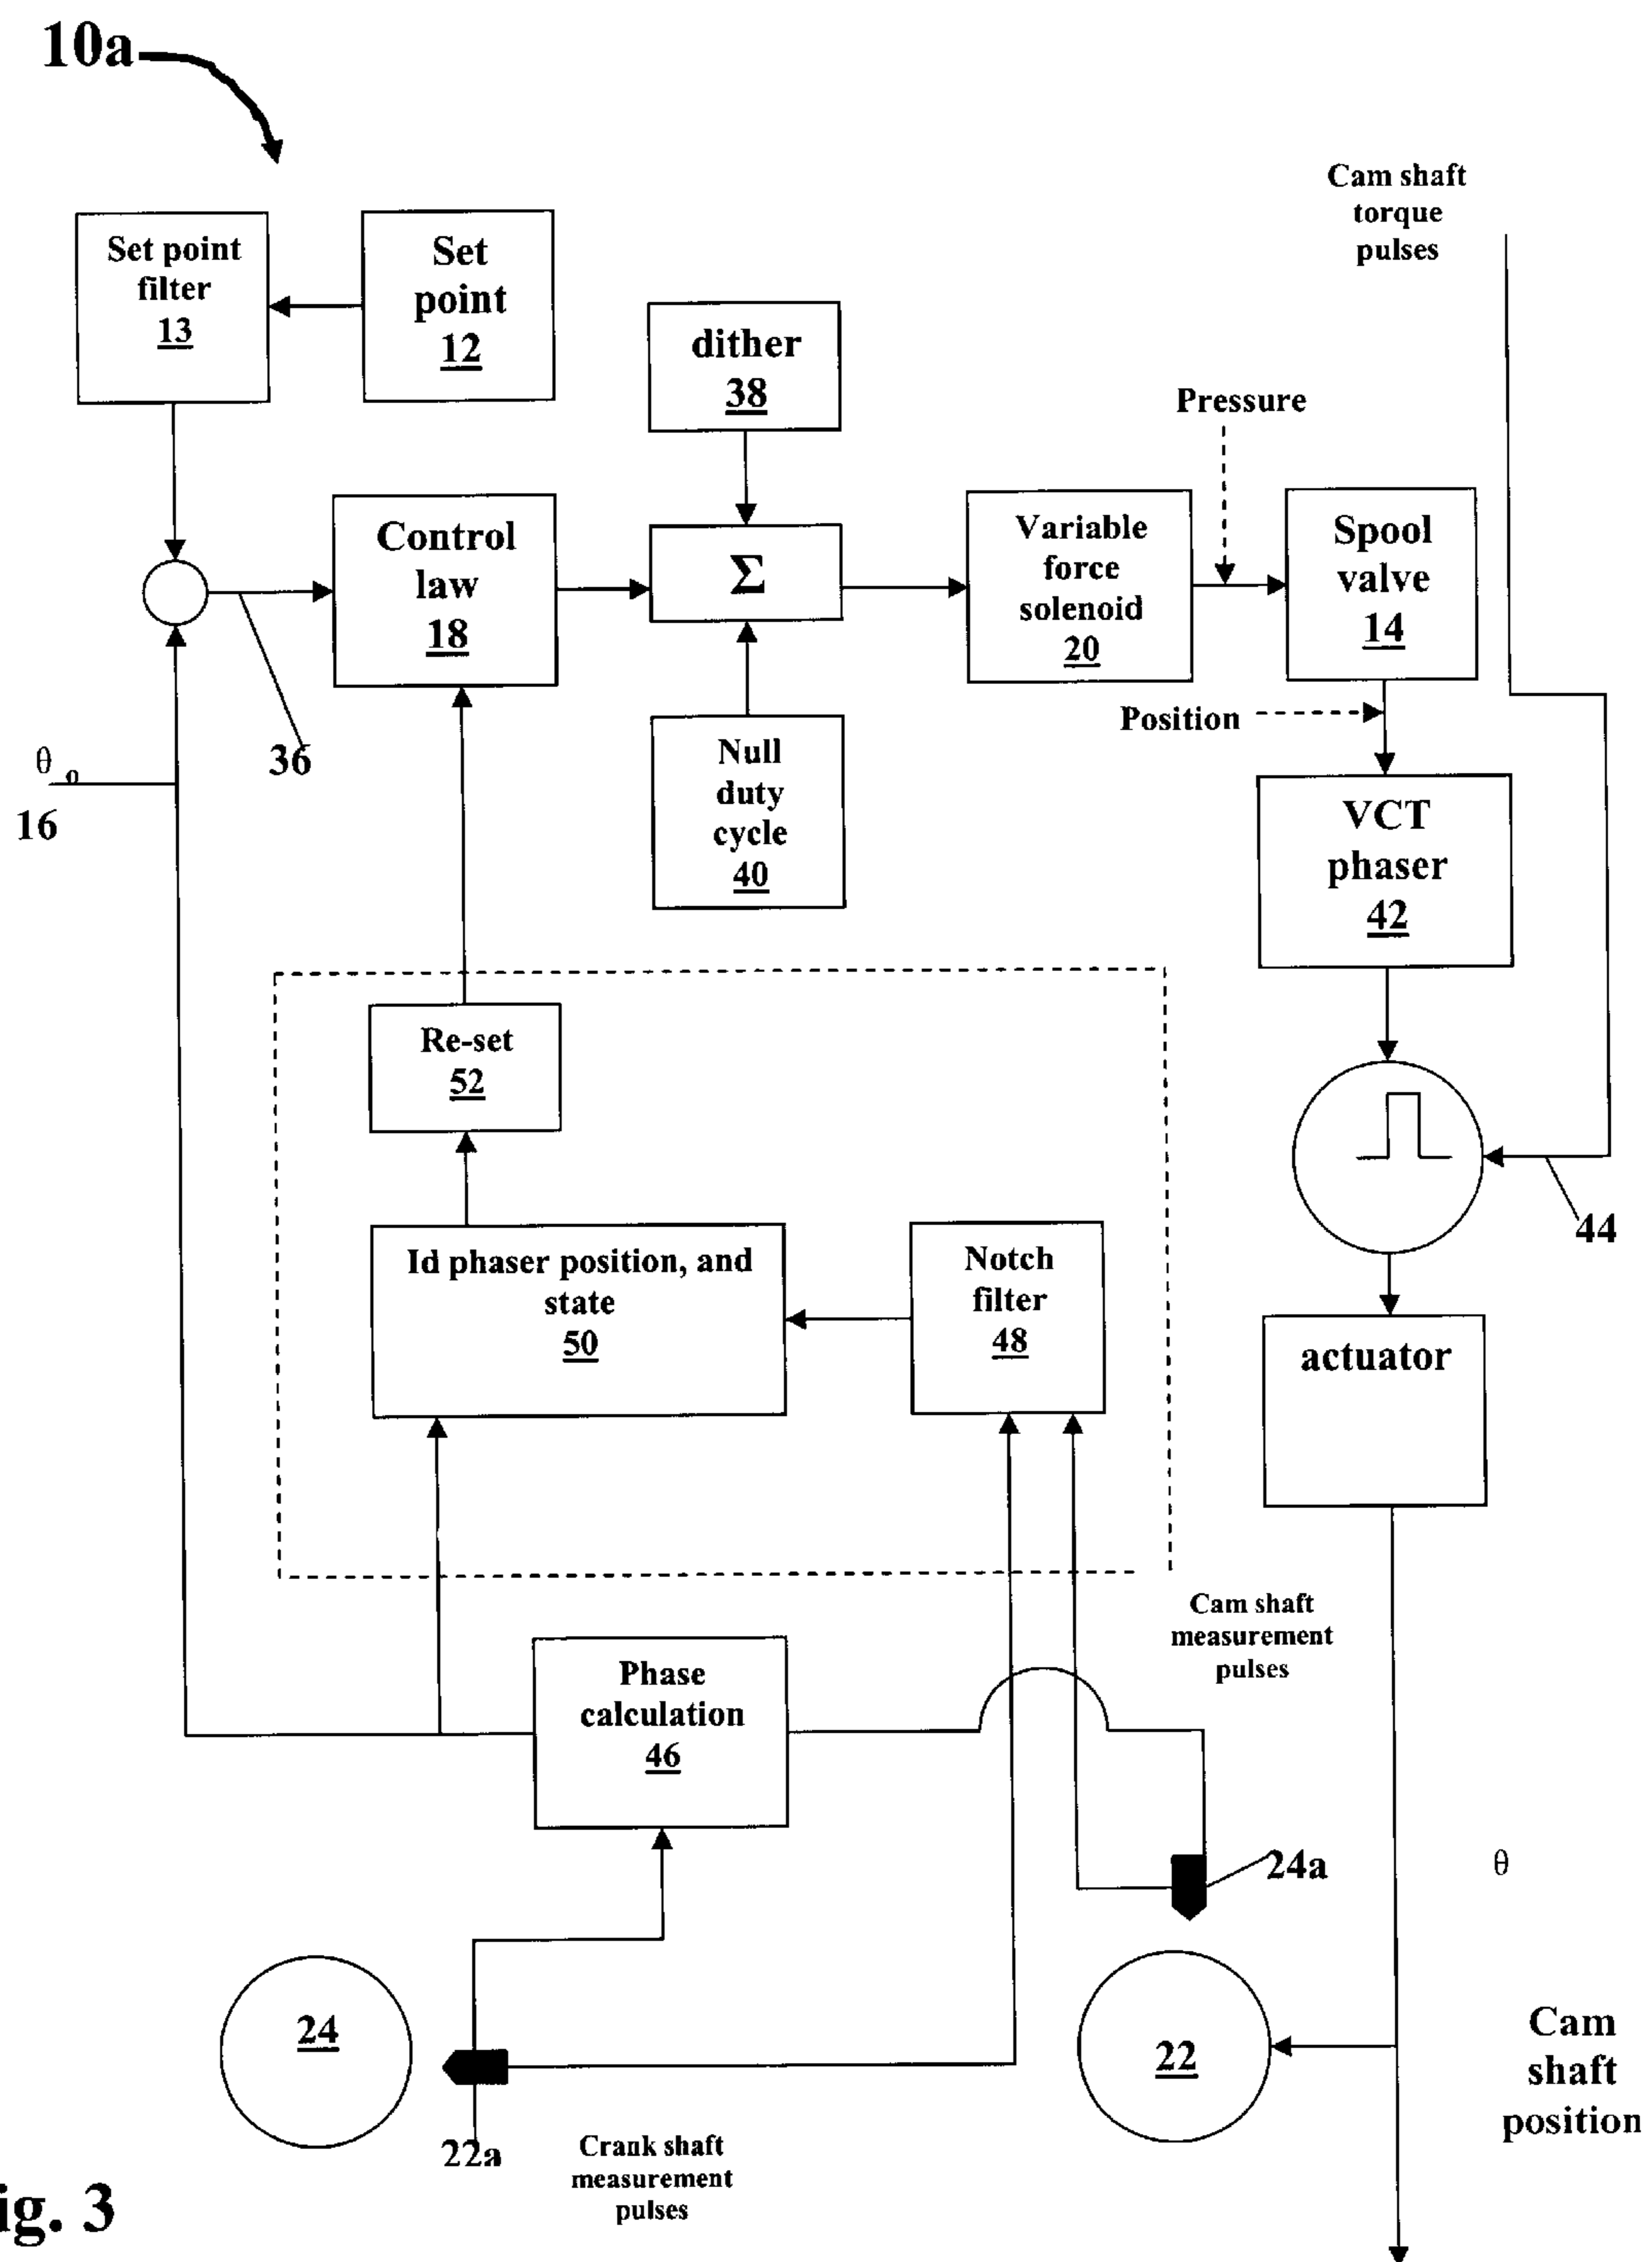 10a
Cam shaft
torque
pulses
Set point
filter
13
Set
point
12
dither
38
Pressure
Control
law
18
Σ
Variable
force
solenoid
20
Spool
valve
14
Position
36
θ o
16
Null
duty
cycle
40
VCT
phaser
42
Re-set
52
44
Id phaser position, and
state
50
Notch
filter
48
actuator
Cam shaft
measurement
pulses
Phase
calculation
46
24a
θ
24
22
Cam
shaft
position
22a
Crank shaft
measurement
pulses
ig. 3